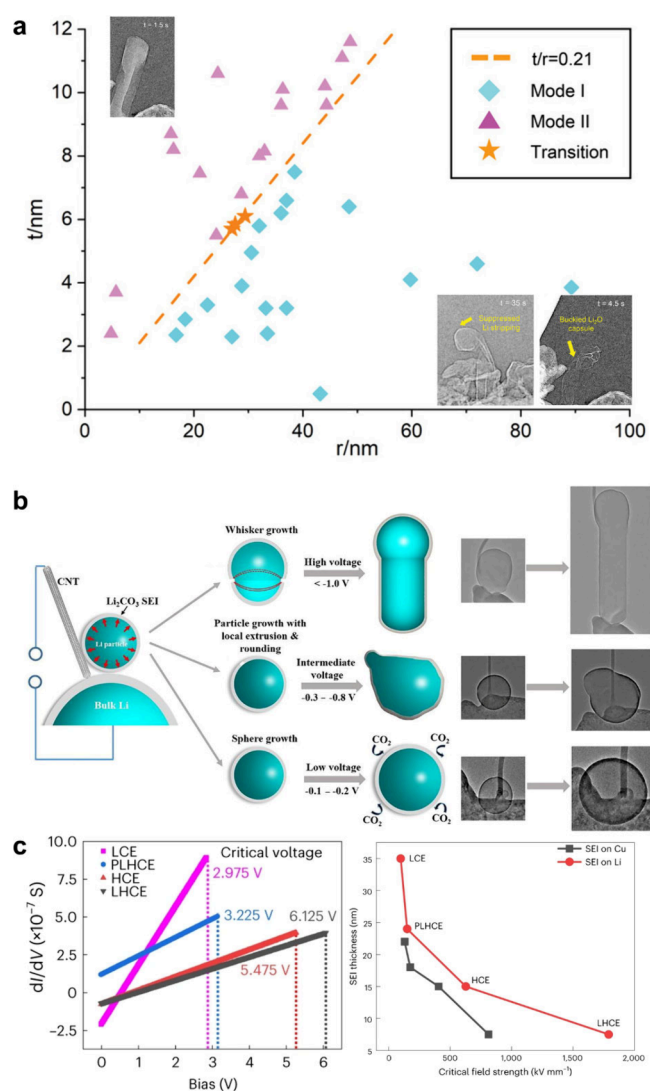 a
t = 1.5s
t/r=0.21
Mode I
Mode II
Transition
t/nm
12
10
8
6
4
2
0
t = 35s
Suppressed
Li stripping
t = 4.5s
Buckled Li₂O
capsule
0
20
40
60
80
100
r/nm
b
CNT
Li₂CO₃ SEI
Li particle
Bulk Li
Whisker growth
High voltage
< -1.0 V
Particle growth with
local extrusion &
rounding
Intermediate
voltage
-0.3 – -0.8 V
Sphere growth
Low voltage
-0.1 – -0.2 V
CO₂
CO₂
CO₂
CO₂
c
dI/dV (×10⁻⁷ S)
10.0
7.5
5.0
2.5
0
−2.5
LCE
PLHCE
HCE
LHCE
Critical voltage
2.975 V
3.225 V
6.125 V
5.475 V
0
1
2
3
4
5
6
Bias (V)
SEI thickness (nm)
35
30
25
20
15
10
5
SEI on Cu
SEI on Li
LCE
PLHCE
HCE
LHCE
0
500
1,000
1,500
2,000
Critical field strength (kV mm⁻¹)